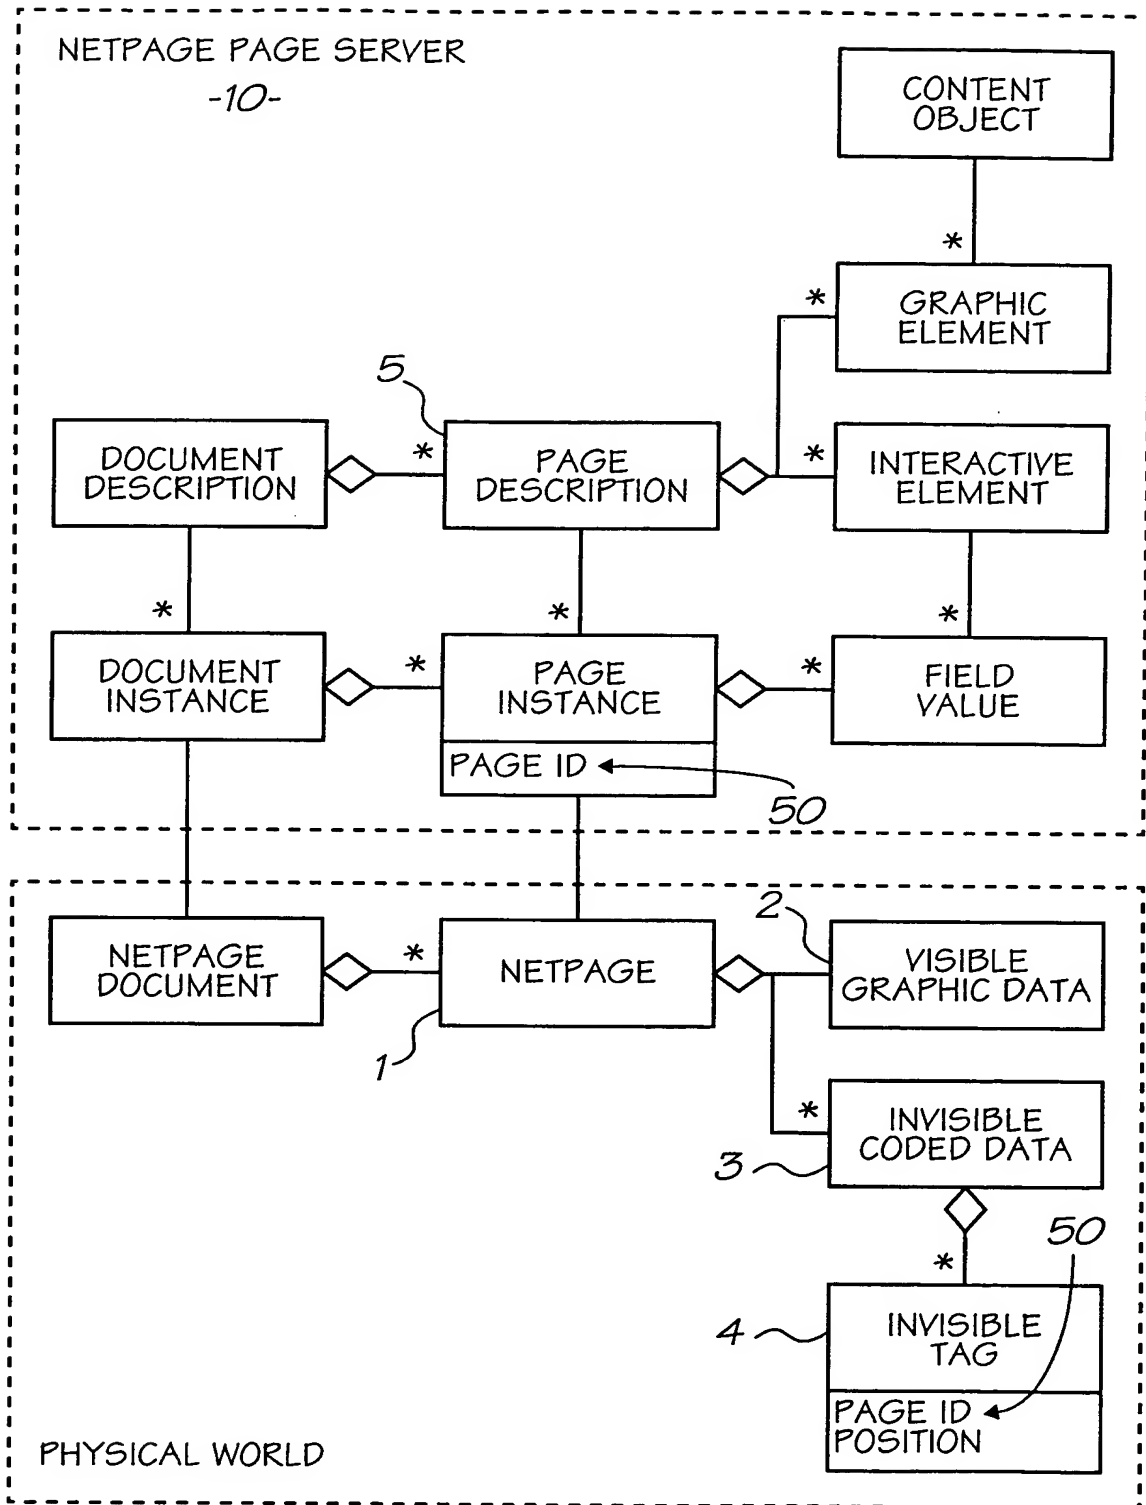 NETPAGE PAGE SERVER
-10-
CONTENT
OBJECT
*
*
GRAPHIC
ELEMENT
5
DOCUMENT
DESCRIPTION
*
PAGE
DESCRIPTION
*
INTERACTIVE
ELEMENT
*
*
*
DOCUMENT
INSTANCE
*
PAGE
INSTANCE
*
FIELD
VALUE
PAGE ID
50
NETPAGE
DOCUMENT
*
NETPAGE
1
2
VISIBLE
GRAPHIC DATA
*
INVISIBLE
CODED DATA
3
*
50
4
INVISIBLE
TAG
PAGE ID
POSITION
PHYSICAL WORLD